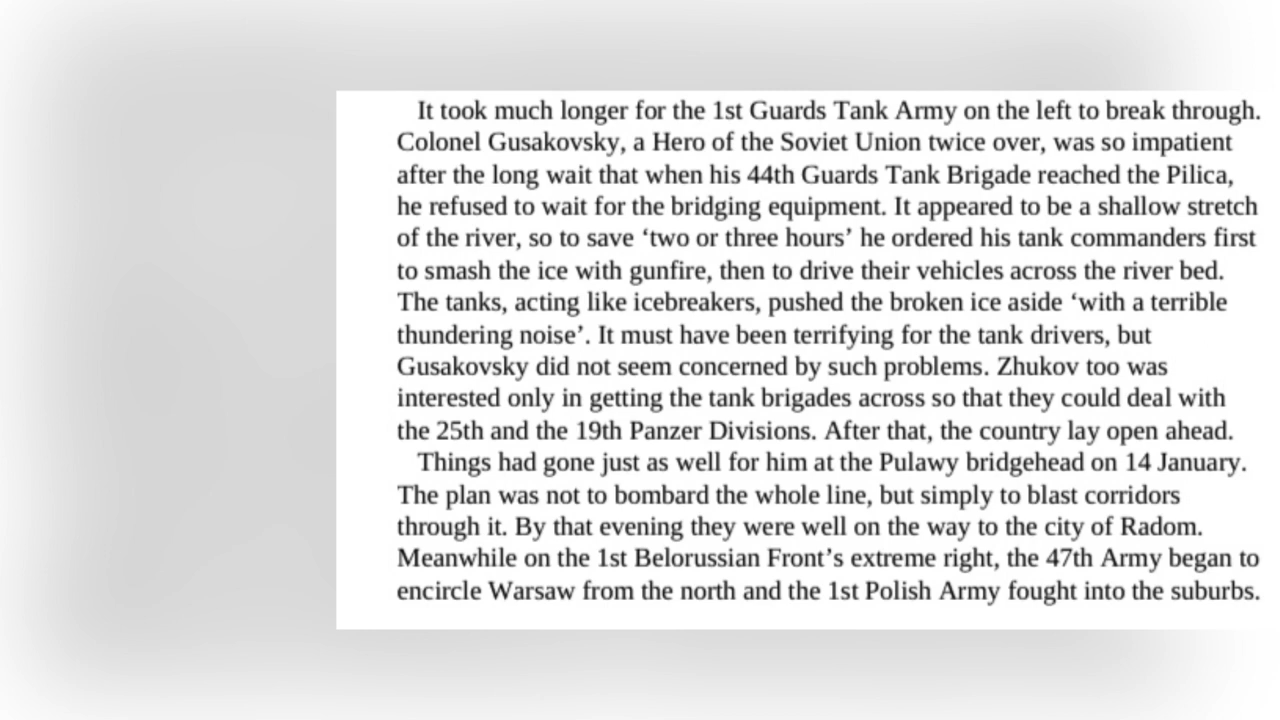 It took much longer for the 1st Guards Tank Army on the left to break through.
Colonel Gusakovsky, a Hero of the Soviet Union twice over, was so impatient
after the long wait that when his 44th Guards Tank Brigade reached the Pilica,
he refused to wait for the bridging equipment. It appeared to be a shallow stretch
of the river, so to save ‘two or three hours’ he ordered his tank commanders first
to smash the ice with gunfire, then to drive their vehicles across the river bed.
The tanks, acting like icebreakers, pushed the broken ice aside ‘with a terrible
thundering noise’. It must have been terrifying for the tank drivers, but
Gusakovsky did not seem concerned by such problems. Zhukov too was
interested only in getting the tank brigades across so that they could deal with
the 25th and the 19th Panzer Divisions. After that, the country lay open ahead.
Things had gone just as well for him at the Pulawy bridgehead on 14 January.
The plan was not to bombard the whole line, but simply to blast corridors
through it. By that evening they were well on the way to the city of Radom.
Meanwhile on the 1st Belorussian Front’s extreme right, the 47th Army began to
encircle Warsaw from the north and the 1st Polish Army fought into the suburbs.